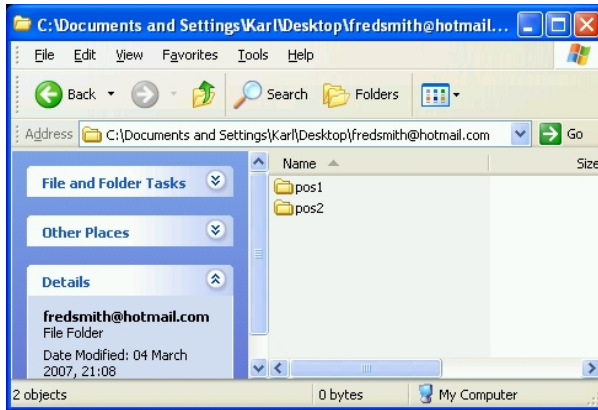 C:\Documents and Settings\Karl\Desktop\fredsmith@hotmail...
File Edit View Favorites Tools Help
Back Search Folders
Address C:\Documents and Settings\Karl\Desktop\fredsmith@hotmail.com Go
File and Folder Tasks
Other Places
Details
fredsmith@hotmail.com
File Folder
Date Modified: 04 March
2007, 21:08
Name Size
pos1
pos2
2 objects 0 bytes My Computer